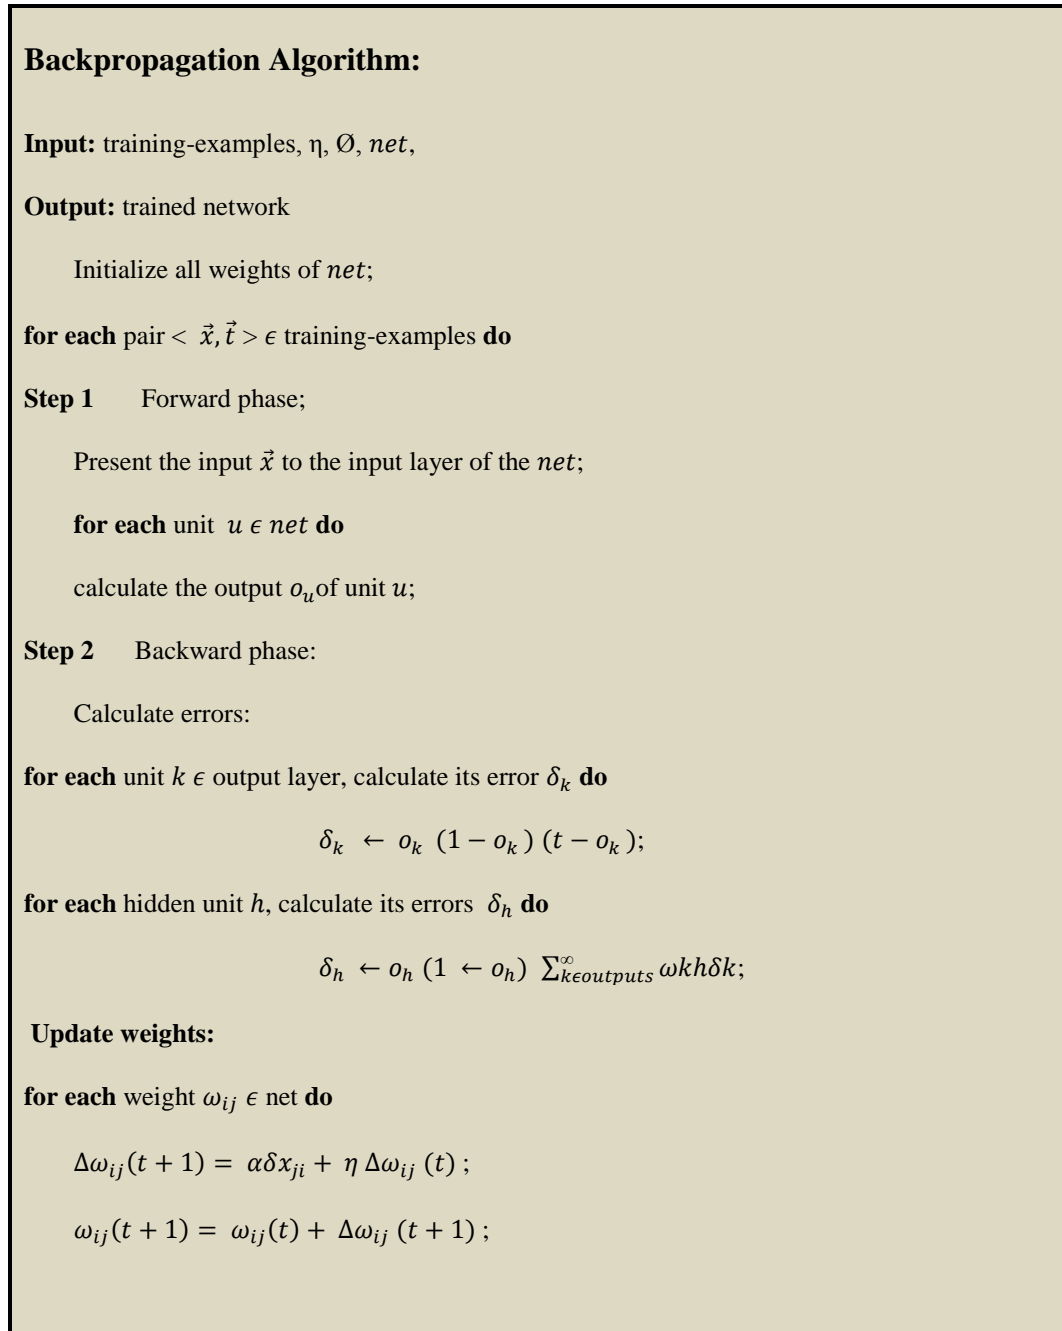 Backpropagation Algorithm:
Input: training-examples, η, Ø, net,
Output: trained network
Initialize all weights of net;
for each pair < x⃗, t⃗ > ϵ training-examples do
Step 1 Forward phase;
Present the input x⃗ to the input layer of the net;
for each unit u ϵ net do
calculate the output o_u of unit u;
Step 2 Backward phase:
Calculate errors:
for each unit k ϵ output layer, calculate its error δ_k do
δ_k ← o_k (1 − o_k) (t − o_k);
for each hidden unit h, calculate its errors δ_h do
δ_h ← o_h (1 ← o_h) ∑_{kϵoutputs}^{∞} ωkhδk;
Update weights:
for each weight ω_ij ϵ net do
Δω_ij(t + 1) = αδx_ji + η Δω_ij (t) ;
ω_ij(t + 1) = ω_ij(t) + Δω_ij (t + 1) ;